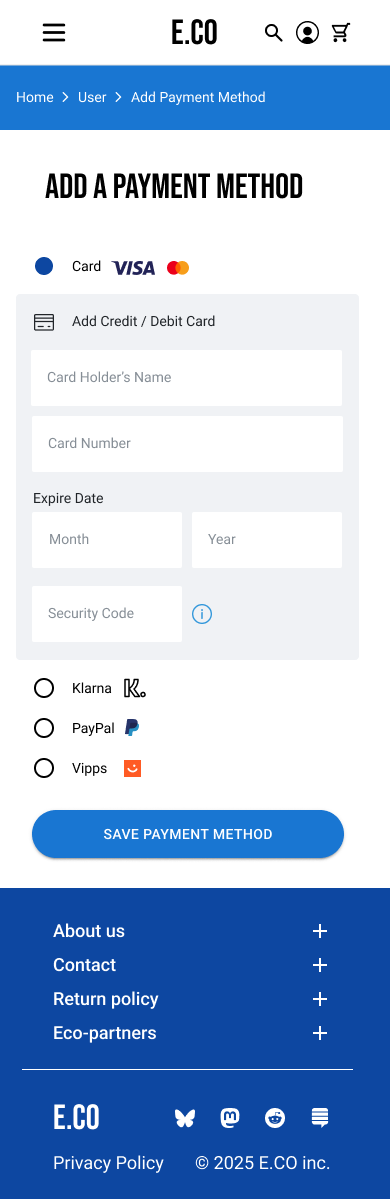 E.CO
Home > User > Add Payment Method
ADD A PAYMENT METHOD
Card VISA
Add Credit / Debit Card
Card Holder's Name
Card Number
Expire Date
Month Year
Security Code
Klarna K.
PayPal
Vipps
SAVE PAYMENT METHOD
About us
Contact
Return policy
Eco-partners
E.CO
Privacy Policy © 2025 E.CO inc.